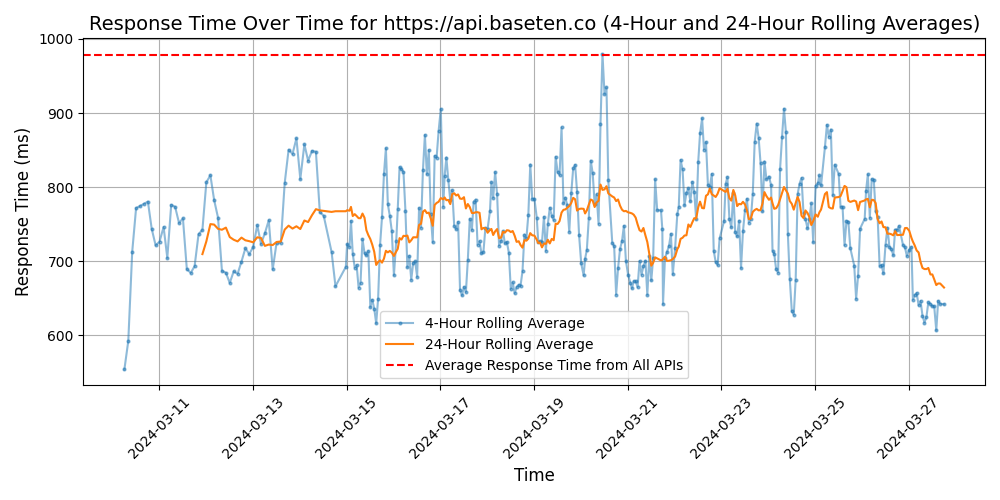 Response Time Over Time for https://api.baseten.co (4-Hour and 24-Hour Rolling Averages)
1000
900
800
700
600
Response Time (ms)
4-Hour Rolling Average
24-Hour Rolling Average
Average Response Time from All APIs
2024-03-11
2024-03-13
2024-03-15
2024-03-17
2024-03-19
2024-03-21
2024-03-23
2024-03-25
2024-03-27
Time